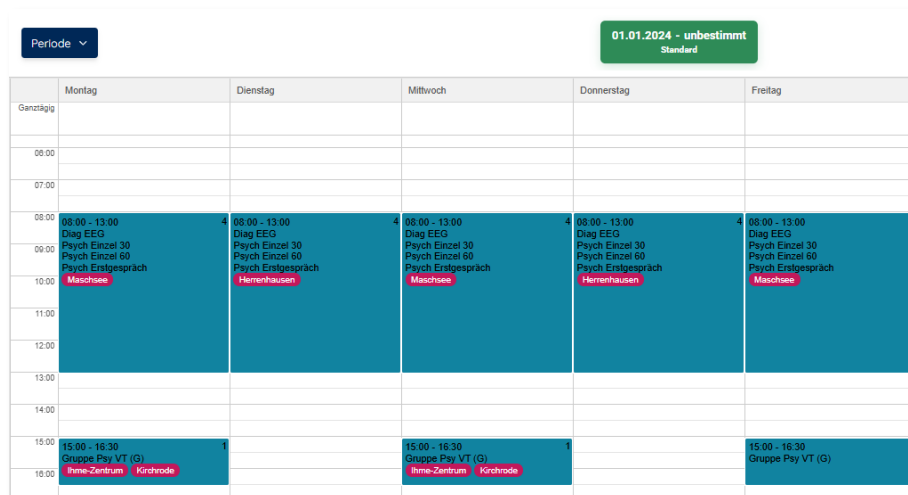 Periode
01.01.2024 - unbestimmt
Standard
Montag
Dienstag
Mittwoch
Donnerstag
Freitag
Ganztägig
06:00
07:00
08:00
09:00
10:00
11:00
12:00
13:00
14:00
15:00
16:00
08:00 - 13:00 4
Diag EEG
Psych Einzel 30
Psych Einzel 60
Psych Erstgespräch
Maschsee
08:00 - 13:00 4
Diag EEG
Psych Einzel 30
Psych Einzel 60
Psych Erstgespräch
Herrenhausen
08:00 - 13:00 4
Diag EEG
Psych Einzel 30
Psych Einzel 60
Psych Erstgespräch
Maschsee
08:00 - 13:00 4
Diag EEG
Psych Einzel 30
Psych Einzel 60
Psych Erstgespräch
Herrenhausen
08:00 - 13:00
Diag EEG
Psych Einzel 30
Psych Einzel 60
Psych Erstgespräch
Maschsee
15:00 - 16:30 1
Gruppe Psy VT (G)
Ihme-Zentrum Kirchrode
15:00 - 16:30 1
Gruppe Psy VT (G)
Ihme-Zentrum Kirchrode
15:00 - 16:30
Gruppe Psy VT (G)